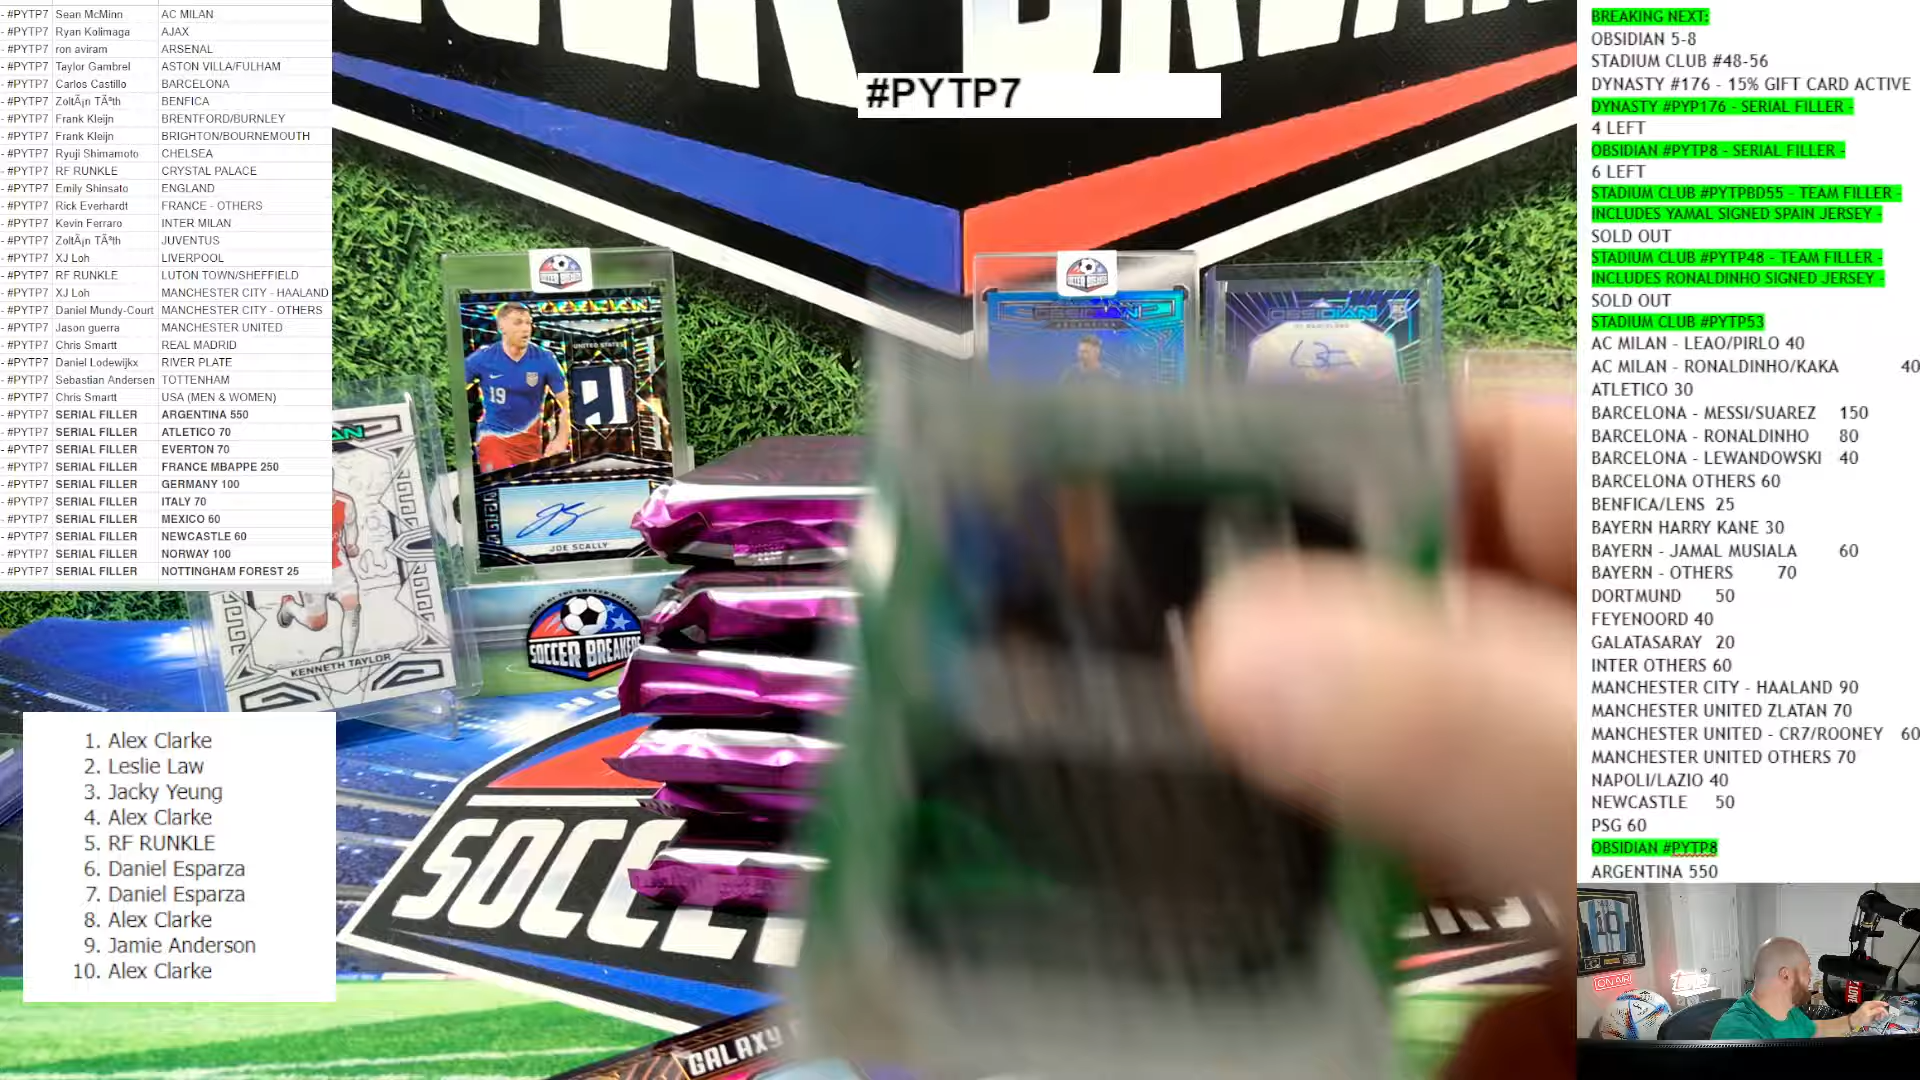 - #PYTP7 Sean McMinn AC MILAN
- #PYTP7 Ryan Kolimaga AJAX
- #PYTP7 ron aviram ARSENAL
- #PYTP7 Taylor Gambrel ASTON VILLA/FULHAM
- #PYTP7 Carlos Castillo BARCELONA
- #PYTP7 ZoltÃ¡n TÃ³th BENFICA
- #PYTP7 Frank Kleijn BRENTFORD/BURNLEY
- #PYTP7 Frank Kleijn BRIGHTON/BOURNEMOUTH
- #PYTP7 Ryuji Shimamoto CHELSEA
- #PYTP7 RF RUNKLE CRYSTAL PALACE
- #PYTP7 Emily Shinsato ENGLAND
- #PYTP7 Rick Everhardt FRANCE - OTHERS
- #PYTP7 Kevin Ferraro INTER MILAN
- #PYTP7 ZoltÃ¡n TÃ³th JUVENTUS
- #PYTP7 XJ Loh LIVERPOOL
- #PYTP7 RF RUNKLE LUTON TOWN/SHEFFIELD
- #PYTP7 XJ Loh MANCHESTER CITY - HAALAND
- #PYTP7 Daniel Mundy-Court MANCHESTER CITY - OTHERS
- #PYTP7 Jason guerra MANCHESTER UNITED
- #PYTP7 Chris Smartt REAL MADRID
- #PYTP7 Daniel Lodewijkx RIVER PLATE
- #PYTP7 Sebastian Andersen TOTTENHAM
- #PYTP7 Chris Smartt USA (MEN & WOMEN)
- #PYTP7 SERIAL FILLER ARGENTINA 550
- #PYTP7 SERIAL FILLER ATLETICO 70
- #PYTP7 SERIAL FILLER EVERTON 70
- #PYTP7 SERIAL FILLER FRANCE MBAPPE 250
- #PYTP7 SERIAL FILLER GERMANY 100
- #PYTP7 SERIAL FILLER ITALY 70
- #PYTP7 SERIAL FILLER MEXICO 60
- #PYTP7 SERIAL FILLER NEWCASTLE 60
- #PYTP7 SERIAL FILLER NORWAY 100
- #PYTP7 SERIAL FILLER NOTTINGHAM FOREST 25
#PYTP7
OBSIDIAN
UNITED STATES
19
JOE SCALLY
OBSIDIAN
ARGENTINA
OBSIDIAN
KENNETH TAYLOR
SOCCER BREAKERS
SOCCE
GALAXY
1. Alex Clarke
2. Leslie Law
3. Jacky Yeung
4. Alex Clarke
5. RF RUNKLE
6. Daniel Esparza
7. Daniel Esparza
8. Alex Clarke
9. Jamie Anderson
10. Alex Clarke
BREAKING NEXT:
OBSIDIAN 5-8
STADIUM CLUB #48-56
DYNASTY #176 - 15% GIFT CARD ACTIVE
DYNASTY #PYP176 - SERIAL FILLER -
4 LEFT
OBSIDIAN #PYTP8 - SERIAL FILLER -
6 LEFT
STADIUM CLUB #PYTPBD55 - TEAM FILLER -
INCLUDES YAMAL SIGNED SPAIN JERSEY -
SOLD OUT
STADIUM CLUB #PYTP48 - TEAM FILLER -
INCLUDES RONALDINHO SIGNED JERSEY -
SOLD OUT
STADIUM CLUB #PYTP53
AC MILAN - LEAO/PIRLO 40
AC MILAN - RONALDINHO/KAKA 40
ATLETICO 30
BARCELONA - MESSI/SUAREZ 150
BARCELONA - RONALDINHO 80
BARCELONA - LEWANDOWSKI 40
BARCELONA OTHERS 60
BENFICA/LENS 25
BAYERN HARRY KANE 30
BAYERN - JAMAL MUSIALA 60
BAYERN - OTHERS 70
DORTMUND 50
FEYENOORD 40
GALATASARAY 20
INTER OTHERS 60
MANCHESTER CITY - HAALAND 90
MANCHESTER UNITED ZLATAN 70
MANCHESTER UNITED - CR7/ROONEY 60
MANCHESTER UNITED OTHERS 70
NAPOLI/LAZIO 40
NEWCASTLE 50
PSG 60
OBSIDIAN #PYTP8
ARGENTINA 550
10
ON AIR